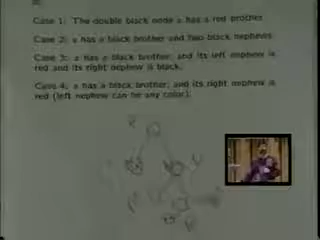 Case 1: The double black node a has a red brother.
Case 2: a has a black brother and two black nephews.
Case 3: a has a black brother, and its left nephew is
red and its right nephew is black.
Case 4: a has a black brother, and its right nephew is
red (left nephew can be any color).